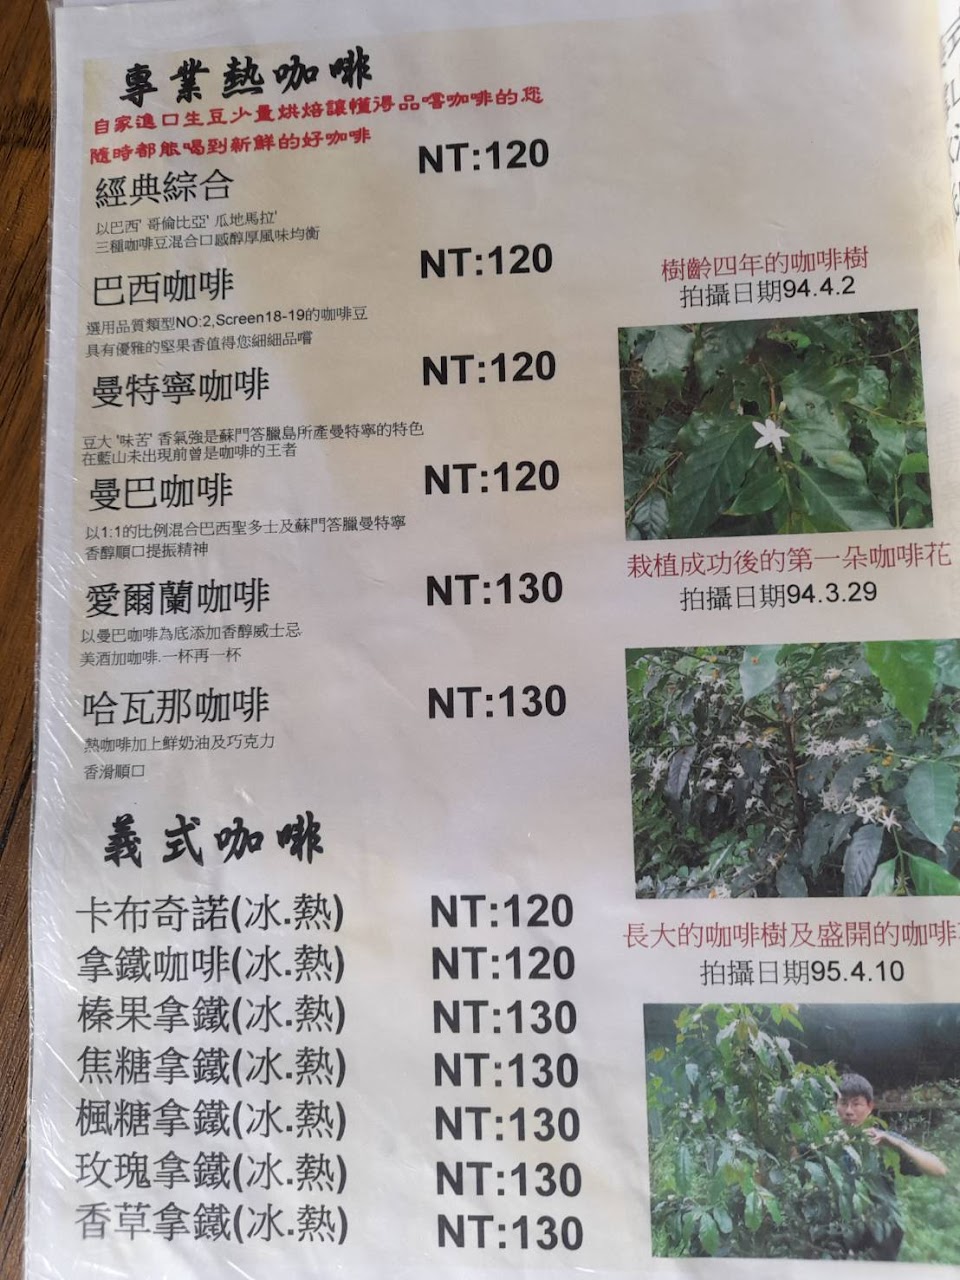 專業熱咖啡
自家進口生豆少量烘焙讓懂得品嚐咖啡的您
隨時都能喝到新鮮的好咖啡
經典綜合 NT:120
以巴西' 哥倫比亞' 瓜地馬拉'
三種咖啡豆混合口感醇厚風味均衡
巴西咖啡 NT:120
選用品質類型NO:2,Screen18-19的咖啡豆
具有優雅的堅果香值得您細細品嚐
曼特寧咖啡 NT:120
豆大 '味苦' 香氣強是蘇門答臘島所產曼特寧的特色
在藍山未出現前曾是咖啡的王者
曼巴咖啡 NT:120
以1:1的比例混合巴西聖多士及蘇門答臘曼特寧
香醇順口提振精神
愛爾蘭咖啡 NT:130
以曼巴咖啡為底添加香醇威士忌.
美酒加咖啡.一杯再一杯
哈瓦那咖啡 NT:130
熱咖啡加上鮮奶油及巧克力
香滑順口
義式咖啡
卡布奇諾(冰.熱) NT:120
拿鐵咖啡(冰.熱) NT:120
榛果拿鐵(冰.熱) NT:130
焦糖拿鐵(冰.熱) NT:130
楓糖拿鐵(冰.熱) NT:130
玫瑰拿鐵(冰.熱) NT:130
香草拿鐵(冰.熱) NT:130
樹齡四年的咖啡樹
拍攝日期94.4.2
栽植成功後的第一朵咖啡花
拍攝日期94.3.29
長大的咖啡樹及盛開的咖啡
拍攝日期95.4.10